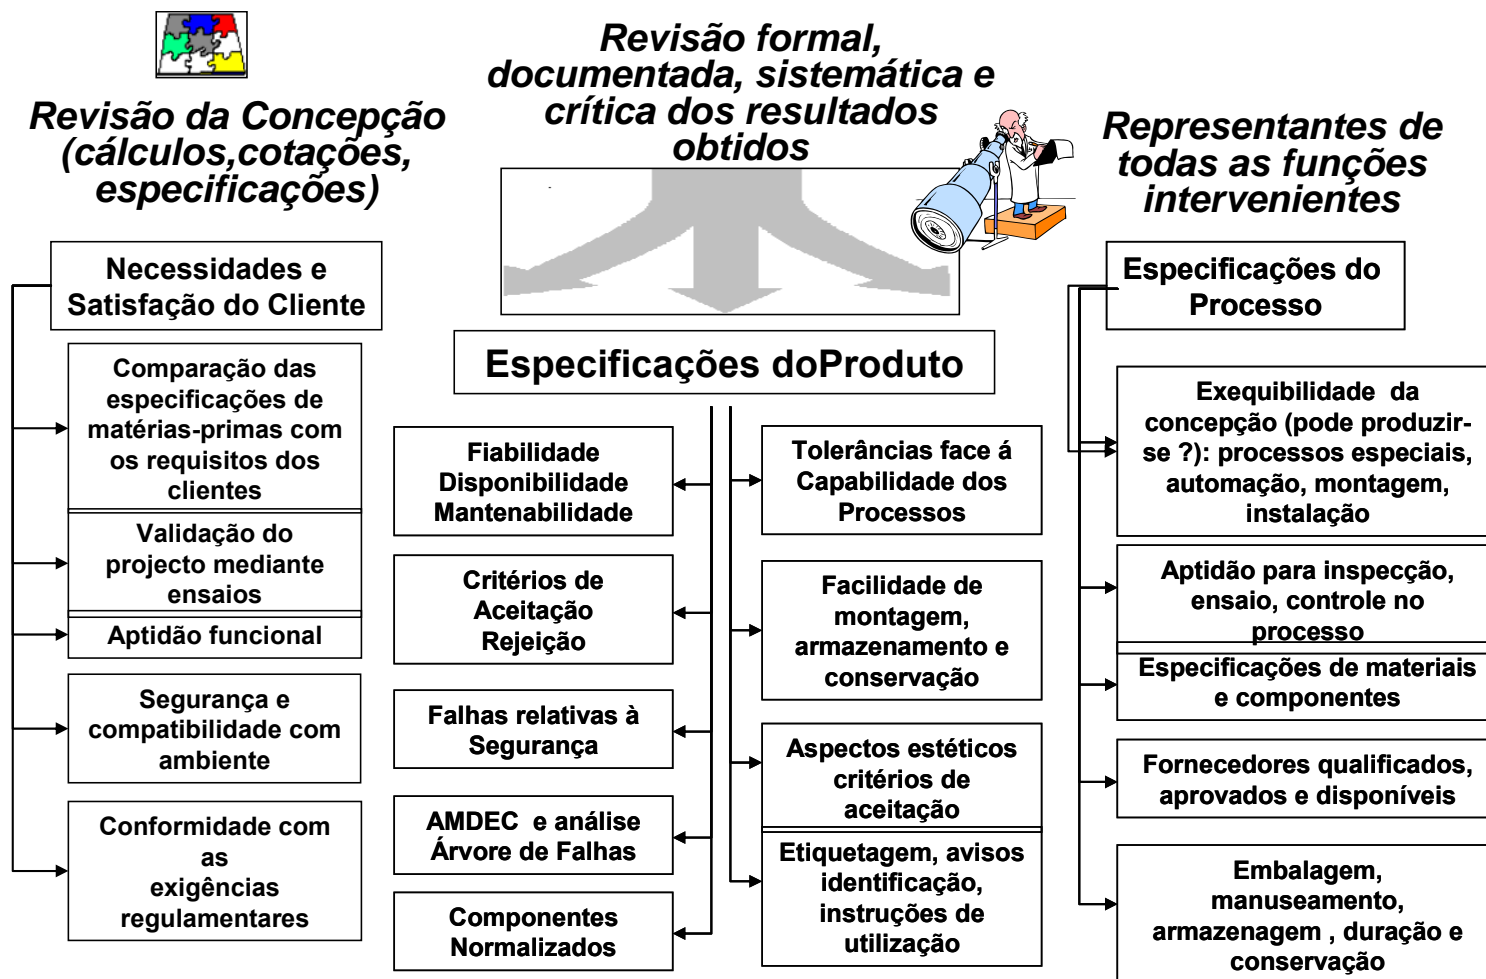 Revisão da Concepção
(cálculos,cotações,
especificações)
Revisão formal,
documentada, sistemática e
crítica dos resultados
obtidos
Representantes de
todas as funções
intervenientes
Necessidades e
Satisfação do Cliente
Comparação das
especificações de
matérias-primas com
os requisitos dos
clientes
Validação do
projecto mediante
ensaios
Aptidão funcional
Segurança e
compatibilidade com
ambiente
Conformidade com
as
exigências
regulamentares
Especificações doProduto
Fiabilidade
Disponibilidade
Mantenabilidade
Critérios de
Aceitação
Rejeição
Falhas relativas à
Segurança
AMDEC e análise
Árvore de Falhas
Componentes
Normalizados
Tolerâncias face á
Capabilidade dos
Processos
Facilidade de
montagem,
armazenamento e
conservação
Aspectos estéticos
critérios de
aceitação
Etiquetagem, avisos
identificação,
instruções de
utilização
Especificações do
Processo
Exequibilidade da
concepção (pode produzir-
se ?): processos especiais,
automação, montagem,
instalação
Aptidão para inspecção,
ensaio, controle no
processo
Especificações de materiais
e componentes
Fornecedores qualificados,
aprovados e disponíveis
Embalagem,
manuseamento,
armazenagem , duração e
conservação